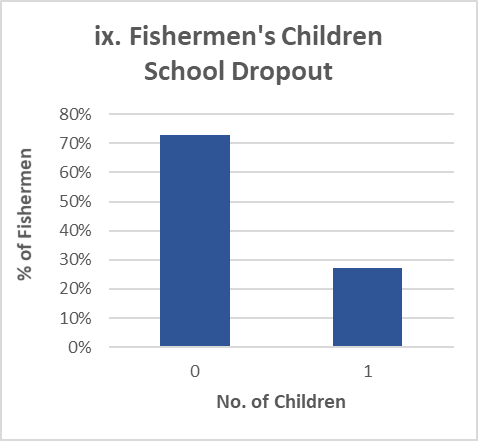 ix. Fishermen's Children
School Dropout
80%
70%
60%
50%
40%
30%
20%
10%
0%
% of Fishermen
0 1
No. of Children